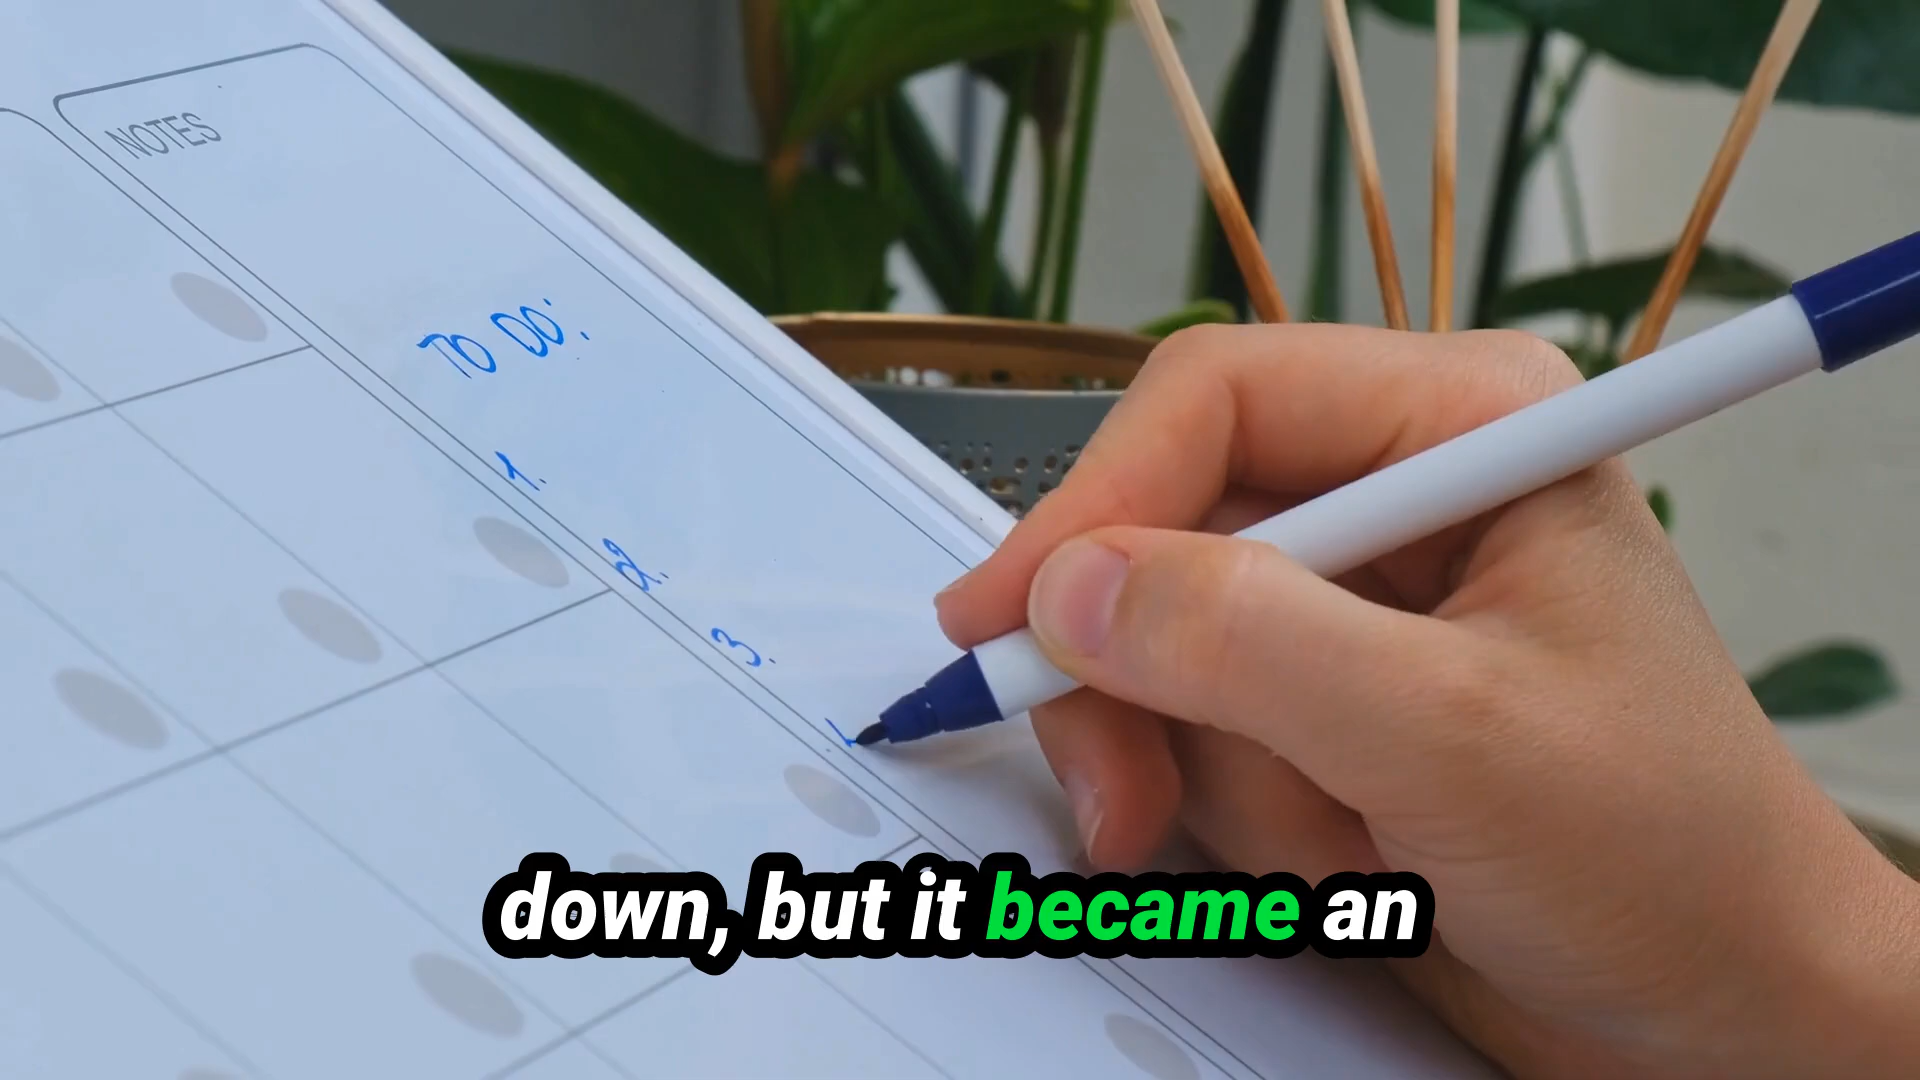 NOTES
TO DO:
1.
2.
3.
down, but it became an